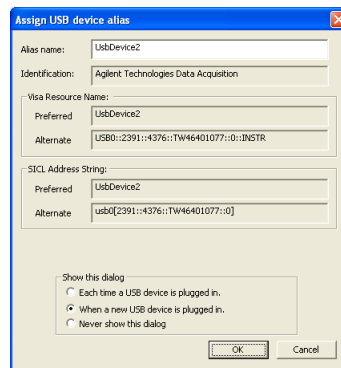 Assign USB device alias
Alias name: UsbDevice2
Identification: Agilent Technologies Data Acquisition
Visa Resource Name:
Preferred UsbDevice2
Alternate USB0::2391::4376::TW46401077::0::INSTR
SICL Address String:
Preferred UsbDevice2
Alternate usb0[2391::4376::TW46401077::0]
Show this dialog
Each time a USB device is plugged in.
When a new USB device is plugged in.
Never show this dialog
OK Cancel